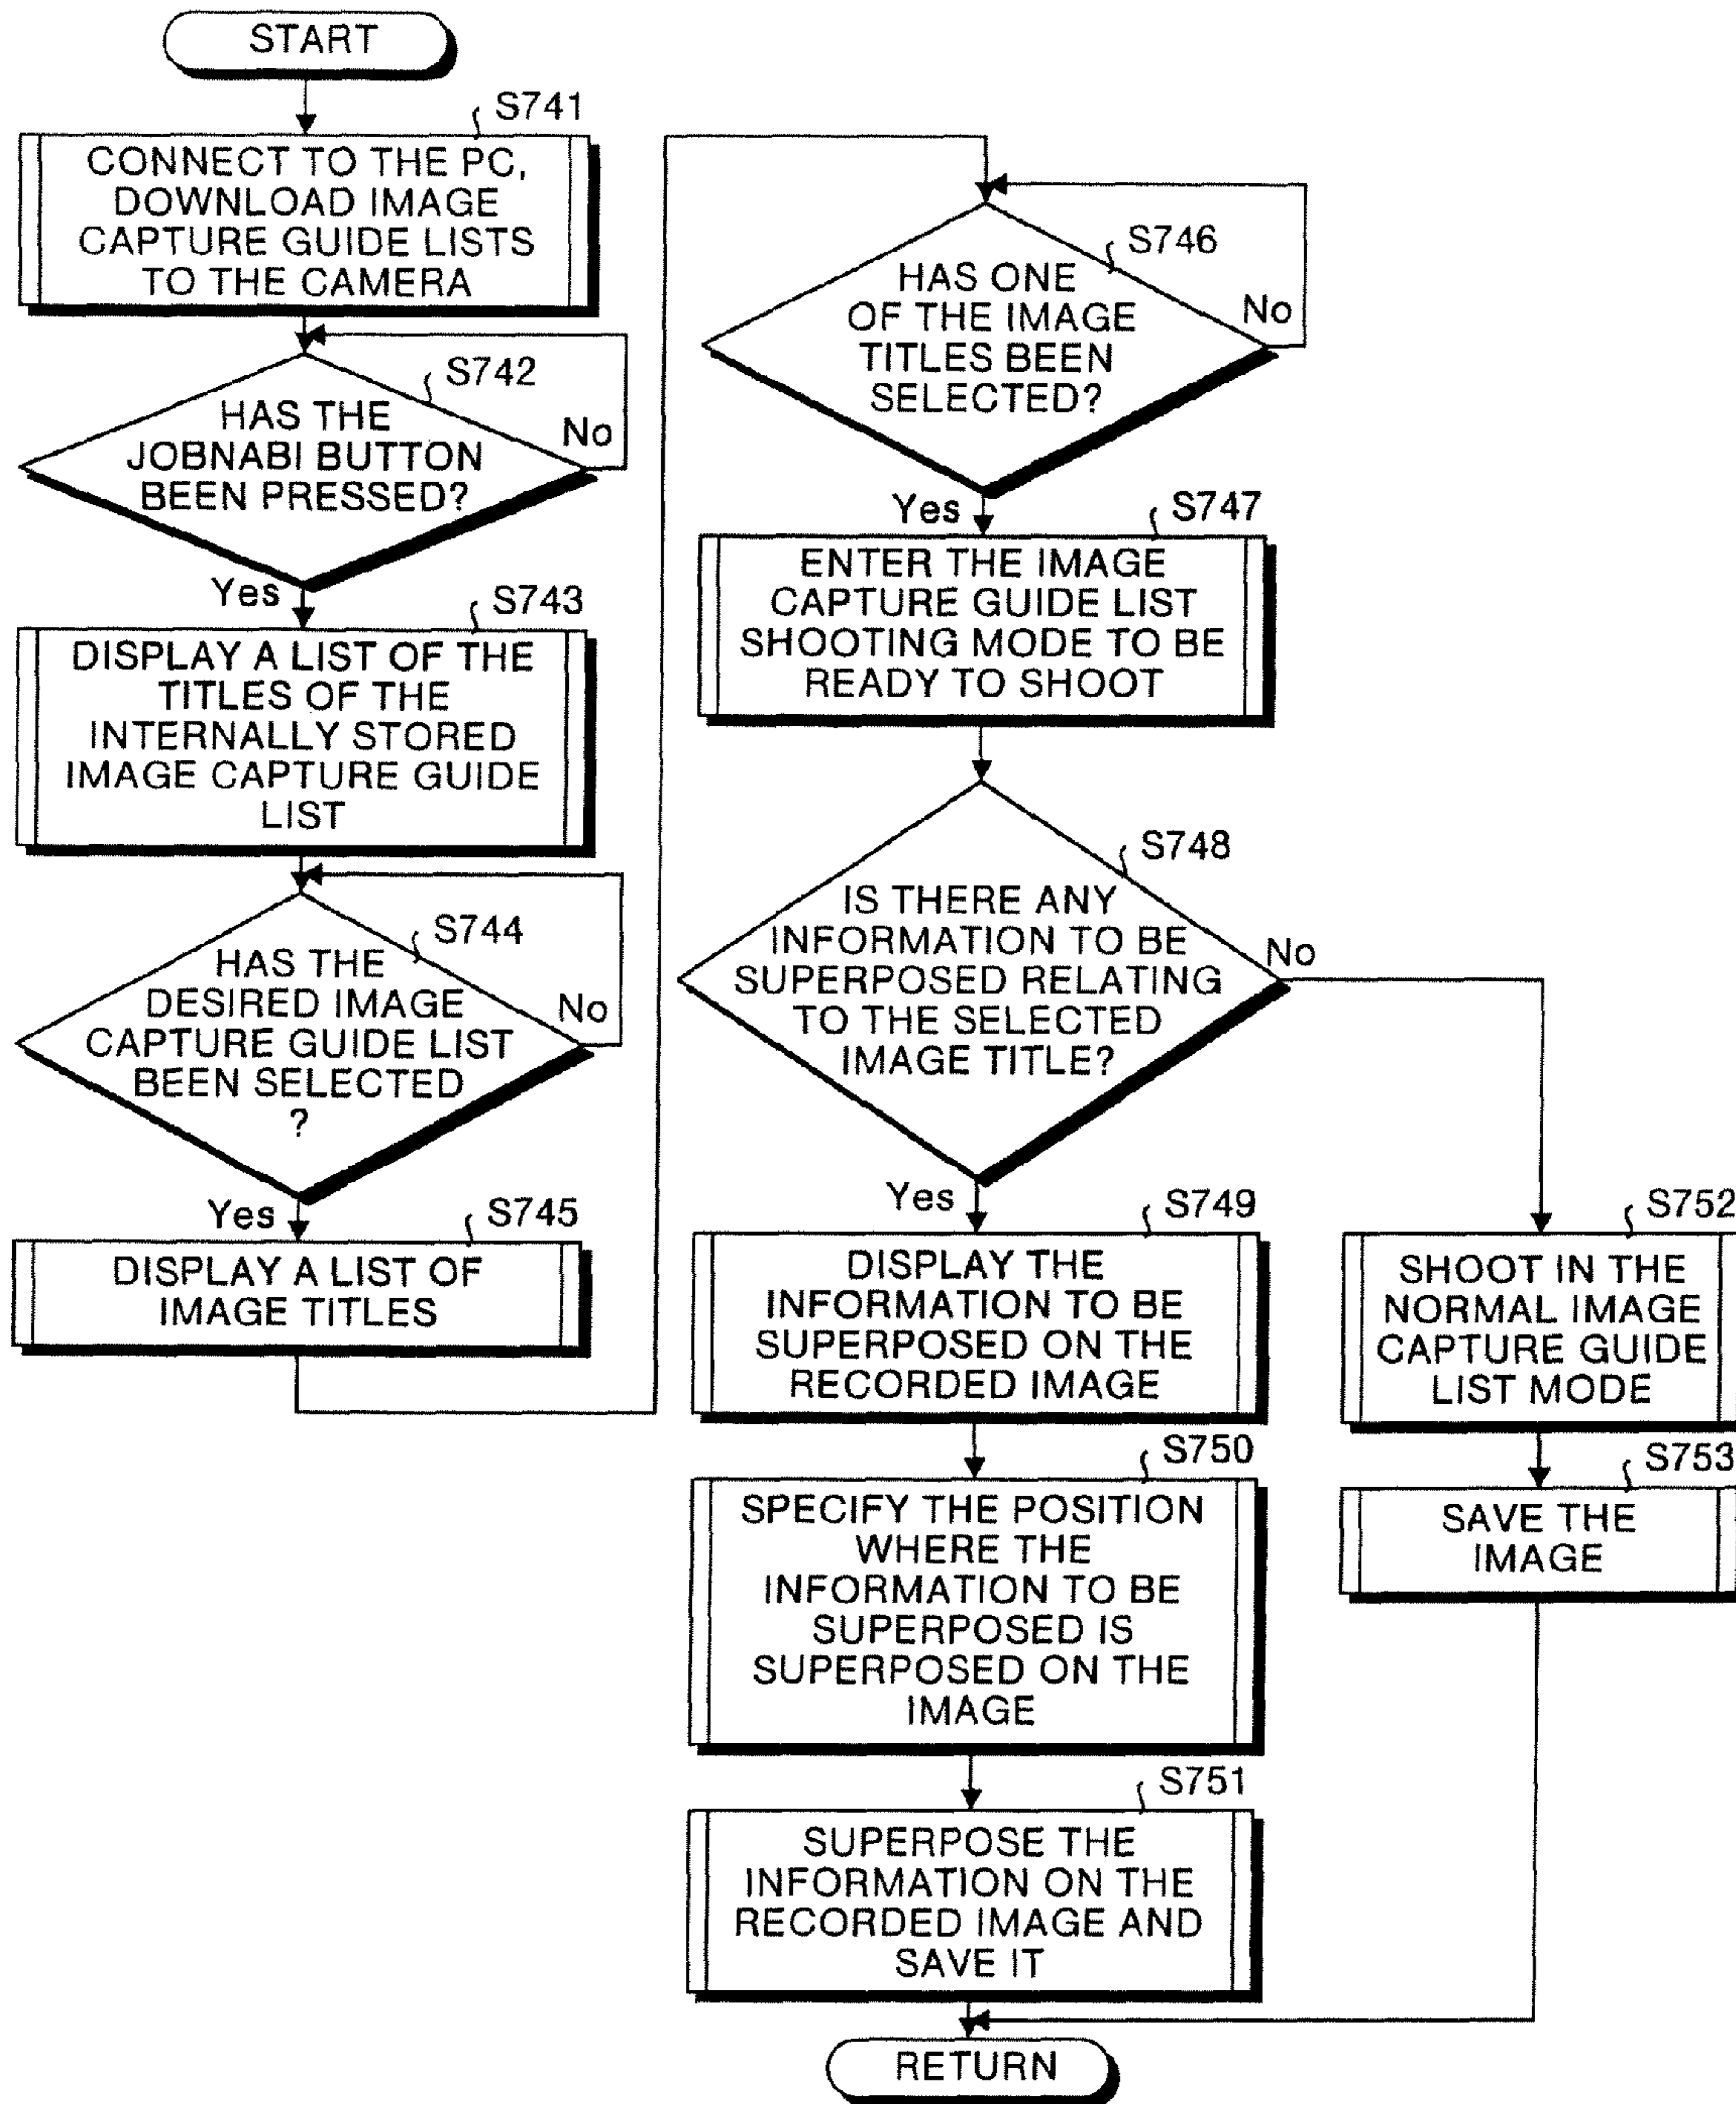 START
S741
CONNECT TO THE PC,
DOWNLOAD IMAGE
CAPTURE GUIDE LISTS
TO THE CAMERA
S742
HAS THE
JOBNABI BUTTON
BEEN PRESSED?
No
Yes
S743
DISPLAY A LIST OF THE
TITLES OF THE
INTERNALLY STORED
IMAGE CAPTURE GUIDE
LIST
S744
HAS THE
DESIRED IMAGE
CAPTURE GUIDE LIST
BEEN SELECTED
?
No
Yes
S745
DISPLAY A LIST OF
IMAGE TITLES
S746
HAS ONE
OF THE IMAGE
TITLES BEEN
SELECTED?
No
Yes
S747
ENTER THE IMAGE
CAPTURE GUIDE LIST
SHOOTING MODE TO BE
READY TO SHOOT
S748
IS THERE ANY
INFORMATION TO BE
SUPERPOSED RELATING
TO THE SELECTED
IMAGE TITLE?
No
Yes
S749
DISPLAY THE
INFORMATION TO BE
SUPERPOSED ON THE
RECORDED IMAGE
S750
SPECIFY THE POSITION
WHERE THE
INFORMATION TO BE
SUPERPOSED IS
SUPERPOSED ON THE
IMAGE
S751
SUPERPOSE THE
INFORMATION ON THE
RECORDED IMAGE AND
SAVE IT
S752
SHOOT IN THE
NORMAL IMAGE
CAPTURE GUIDE
LIST MODE
S753
SAVE THE
IMAGE
RETURN